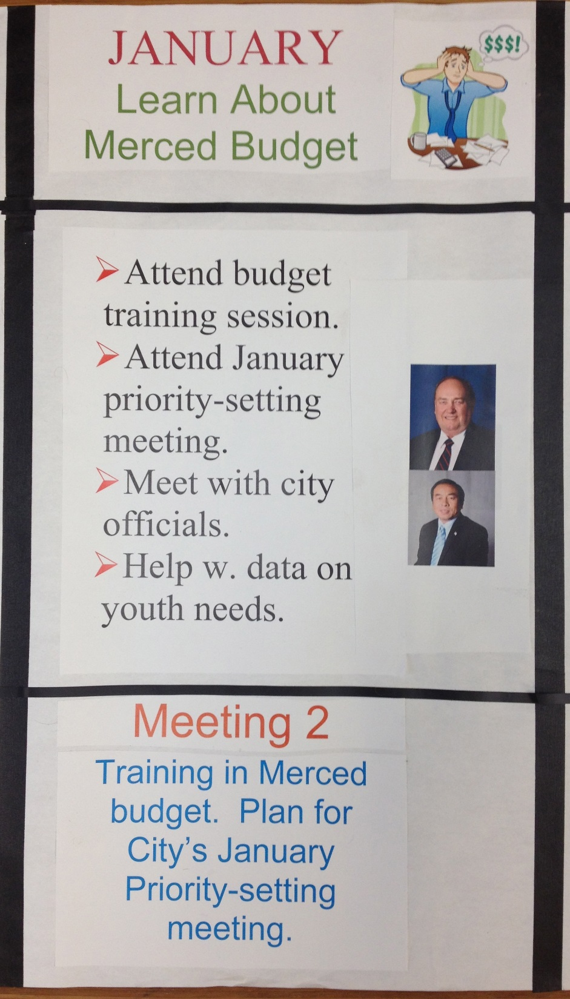 JANUARY
Learn About
Merced Budget
$$$!
➢Attend budget
training session.
➢Attend January
priority-setting
meeting.
➢Meet with city
officials.
➢Help w. data on
youth needs.
Meeting 2
Training in Merced
budget.  Plan for
City’s January
Priority-setting
meeting.